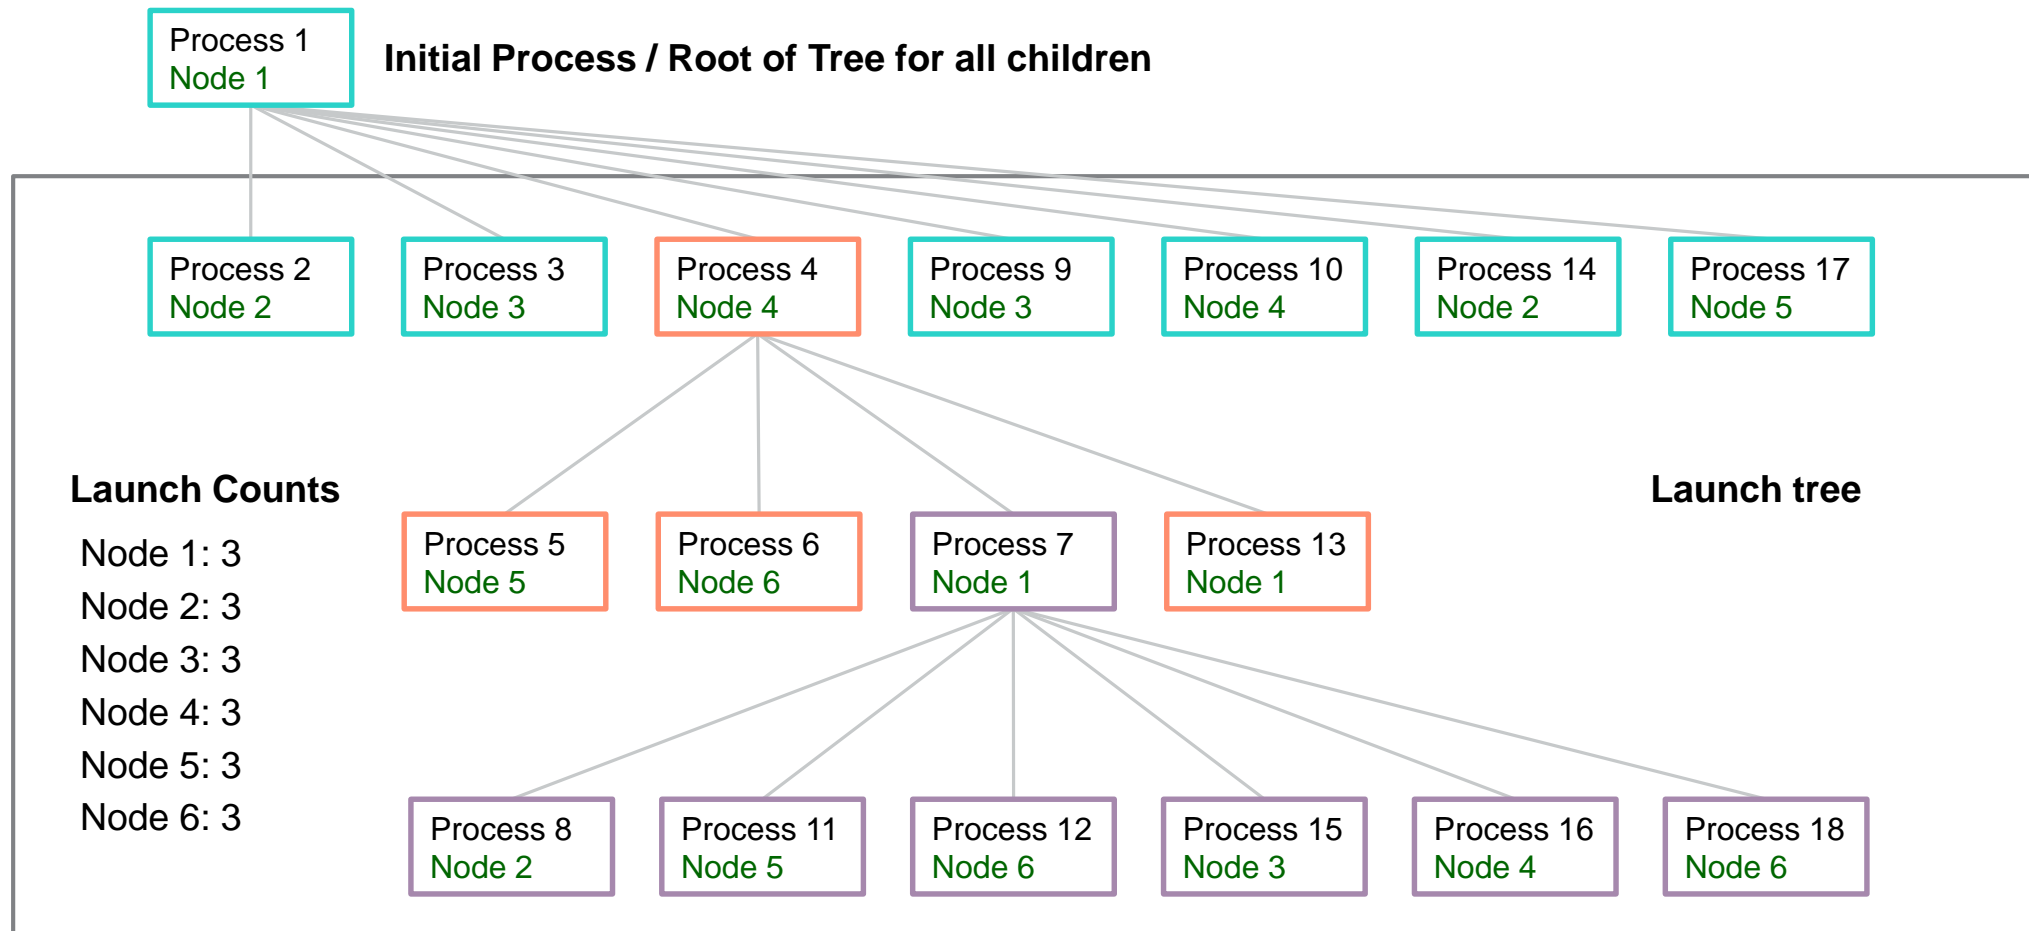 Process 1
Node 1
Initial Process / Root of Tree for all children
Process 2
Node 2
Process 3
Node 3
Process 4
Node 4
Process 9
Node 3
Process 10
Node 4
Process 14
Node 2
Process 17
Node 5
Launch Counts
Node 1: 3
Node 2: 3
Node 3: 3
Node 4: 3
Node 5: 3
Node 6: 3
Launch tree
Process 5
Node 5
Process 6
Node 6
Process 7
Node 1
Process 13
Node 1
Process 8
Node 2
Process 11
Node 5
Process 12
Node 6
Process 15
Node 3
Process 16
Node 4
Process 18
Node 6